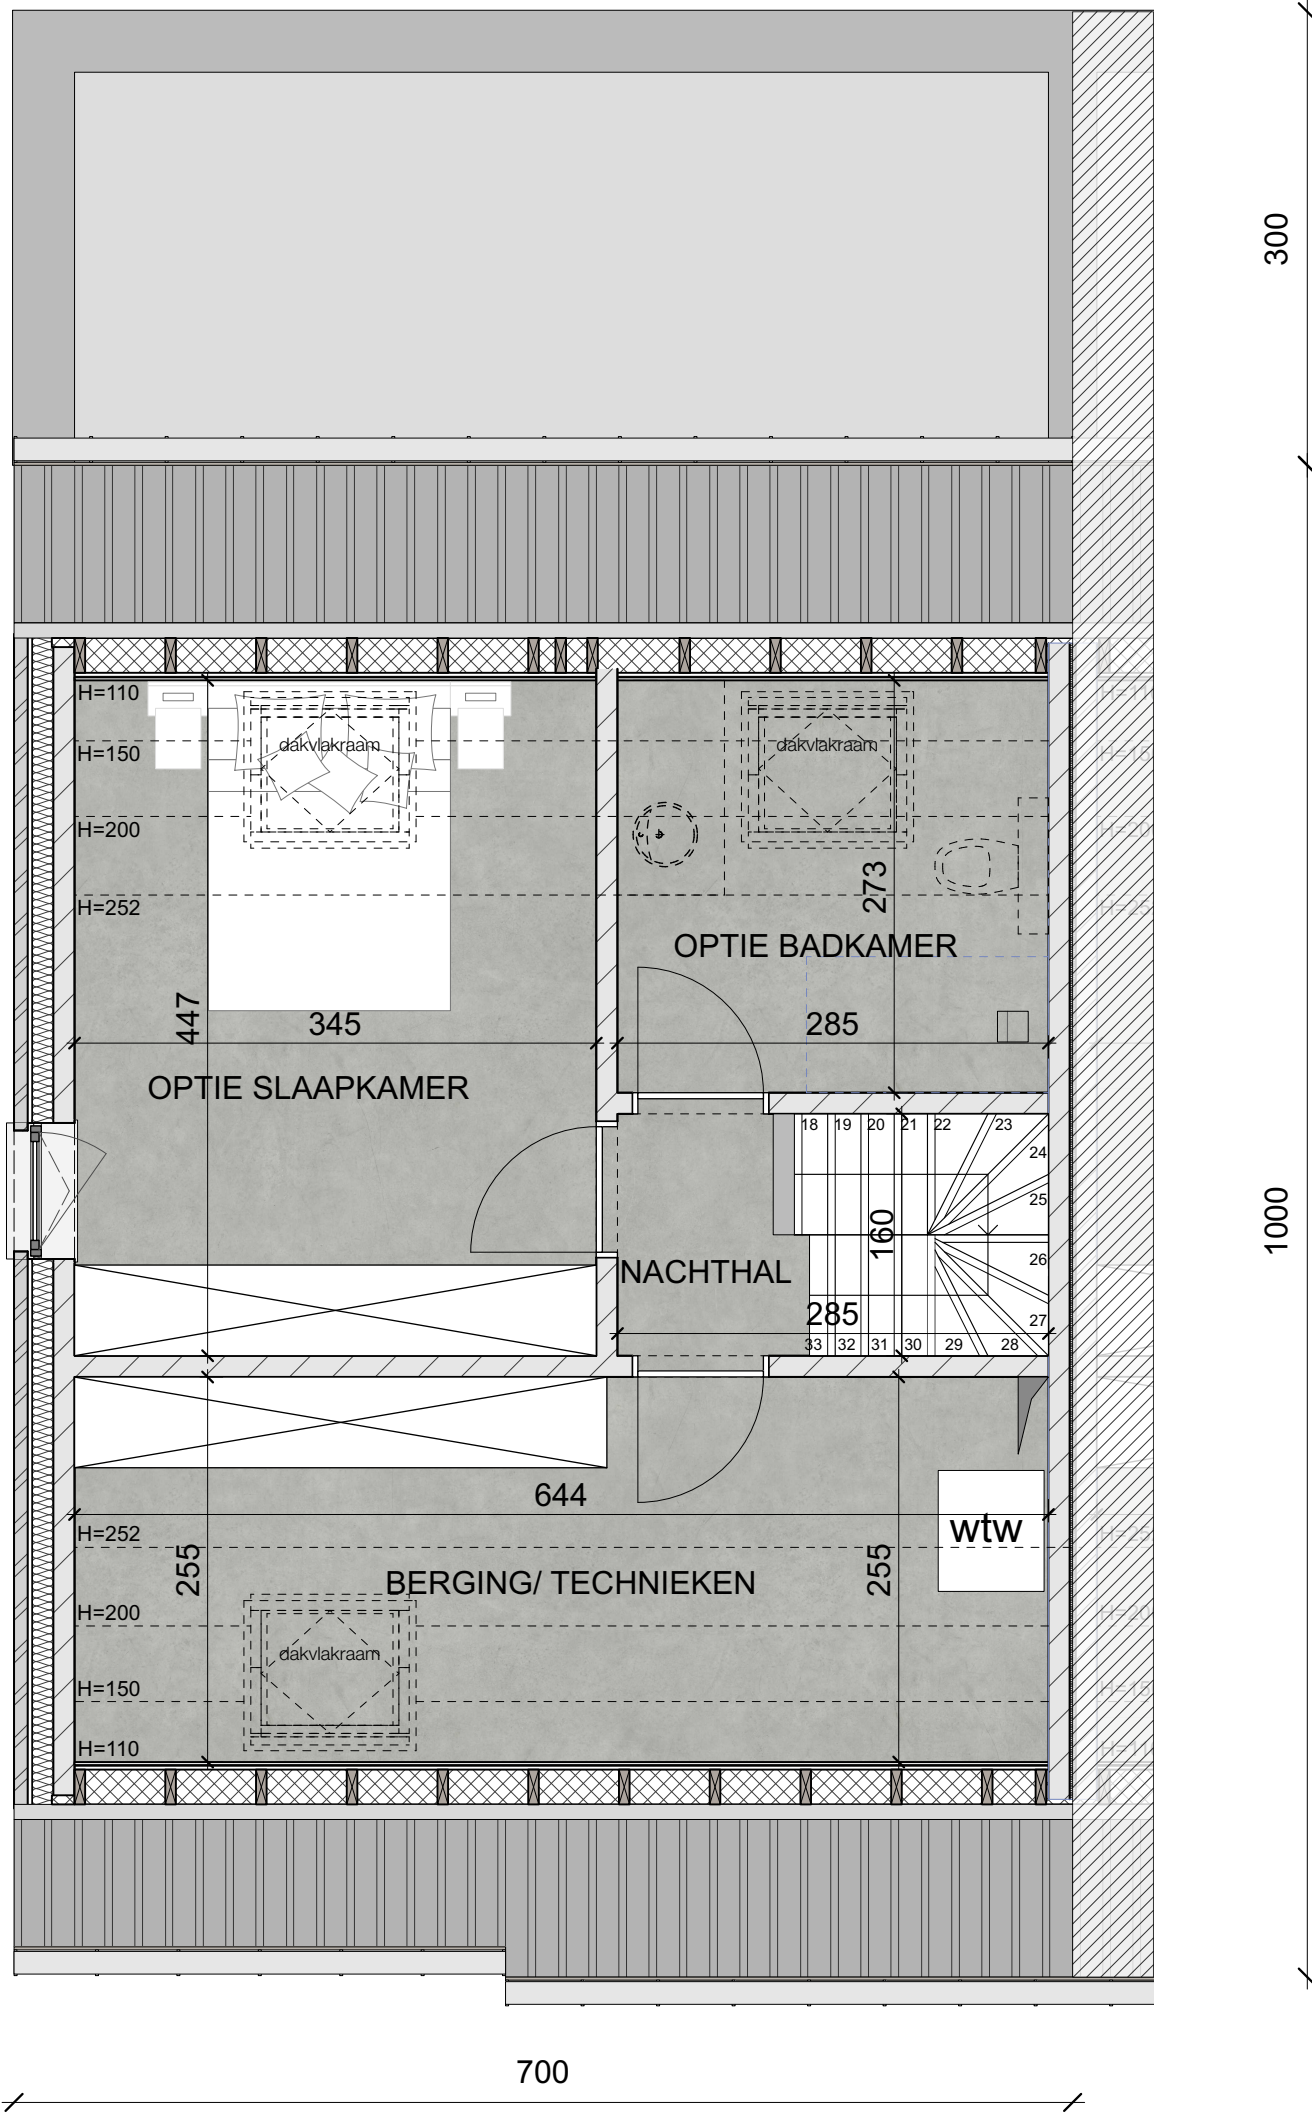 300
H=110
H=150
dakvlakraam
dakvlakraam
H=200
H=252
273
OPTIE BADKAMER
447
345
285
OPTIE SLAAPKAMER
18 19 20 21 22 23
24
25
160
1000
26
NACHTHAL
285
27
33 32 31 30 29 28
644
wtw
H=252
255
255
BERGING/ TECHNIEKEN
H=200
dakvlakraam
H=150
H=110
700